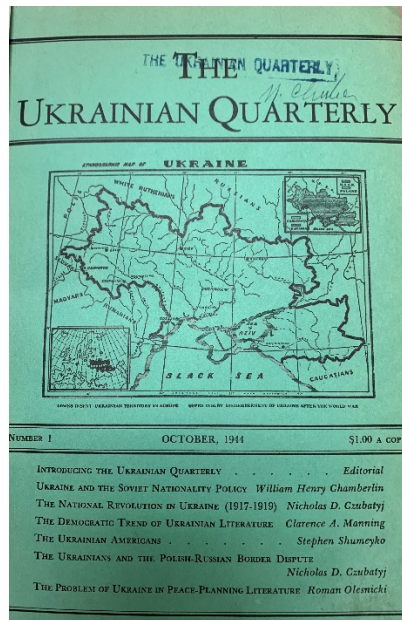 THE UKRAINIAN QUARTERLY
THE
UKRAINIAN QUARTERLY
ETHNOGRAPHIC MAP OF UKRAINE
WHITE RUTHENIANS
RUSSIANS
MAGYARS
RUMANIANS
AZIV
BLACK SEA
CAUCATIANS
NUMBER 1 OCTOBER, 1944 $1.00 A COP
INTRODUCING THE UKRAINIAN QUARTERLY . . . . . Editorial
UKRAINE AND THE SOVIET NATIONALITY POLICY William Henry Chamberlin
THE NATIONAL REVOLUTION IN UKRAINE (1917-1919) Nicholas D. Czubatyj
THE DEMOCRATIC TREND OF UKRAINIAN LITERATURE Clarence A. Manning
THE UKRAINIAN AMERICANS . . . . . . . Stephen Shumeyko
THE UKRAINIANS AND THE POLISH-RUSSIAN BORDER DISPUTE
Nicholas D. Czubatyj
THE PROBLEM OF UKRAINE IN PEACE-PLANNING LITERATURE Roman Olesnicki